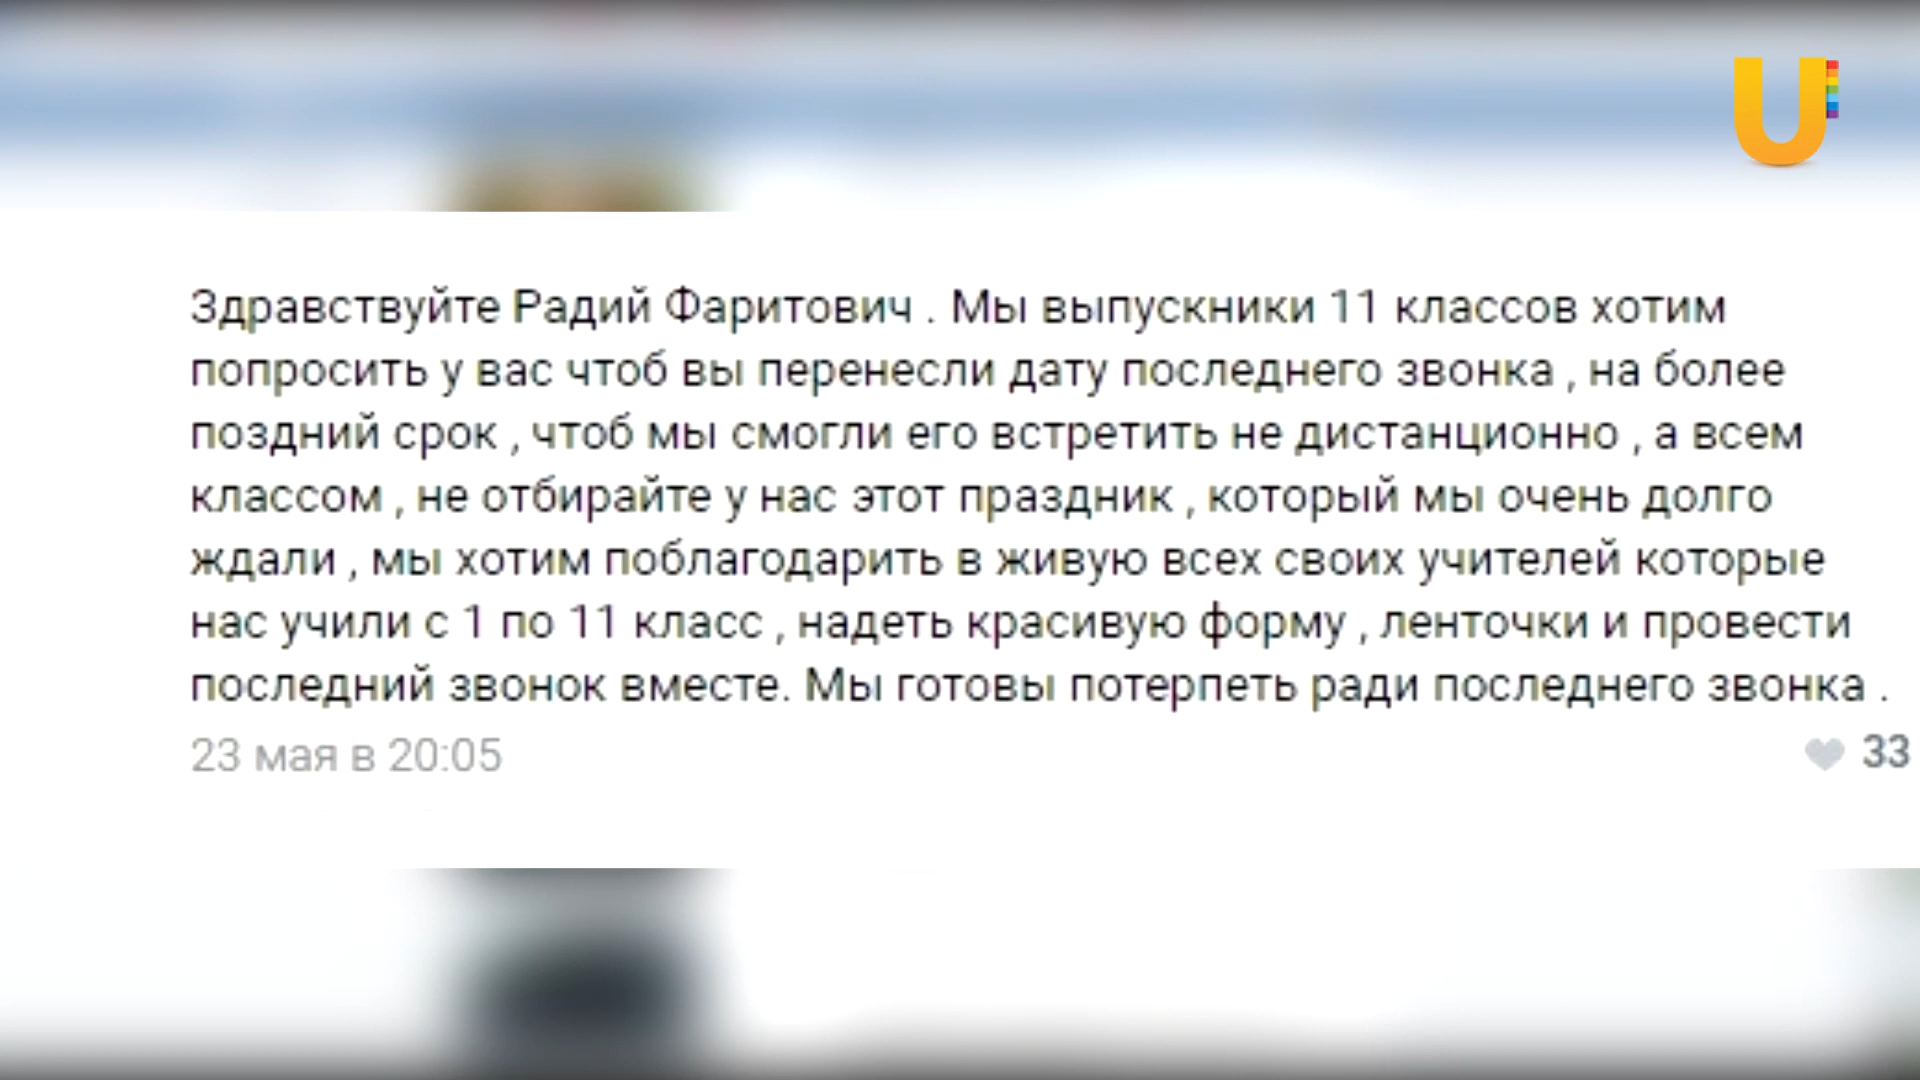 U
Здравствуйте Радий Фаритович . Мы выпускники 11 классов хотим
попросить у вас чтоб вы перенесли дату последнего звонка , на более
поздний срок , чтоб мы смогли его встретить не дистанционно , а всем
классом , не отбирайте у нас этот праздник , который мы очень долго
ждали , мы хотим поблагодарить в живую всех своих учителей которые
нас учили с 1 по 11 класс , надеть красивую форму , ленточки и провести
последний звонок вместе. Мы готовы потерпеть ради последнего звонка .
23 мая в 20:05
33